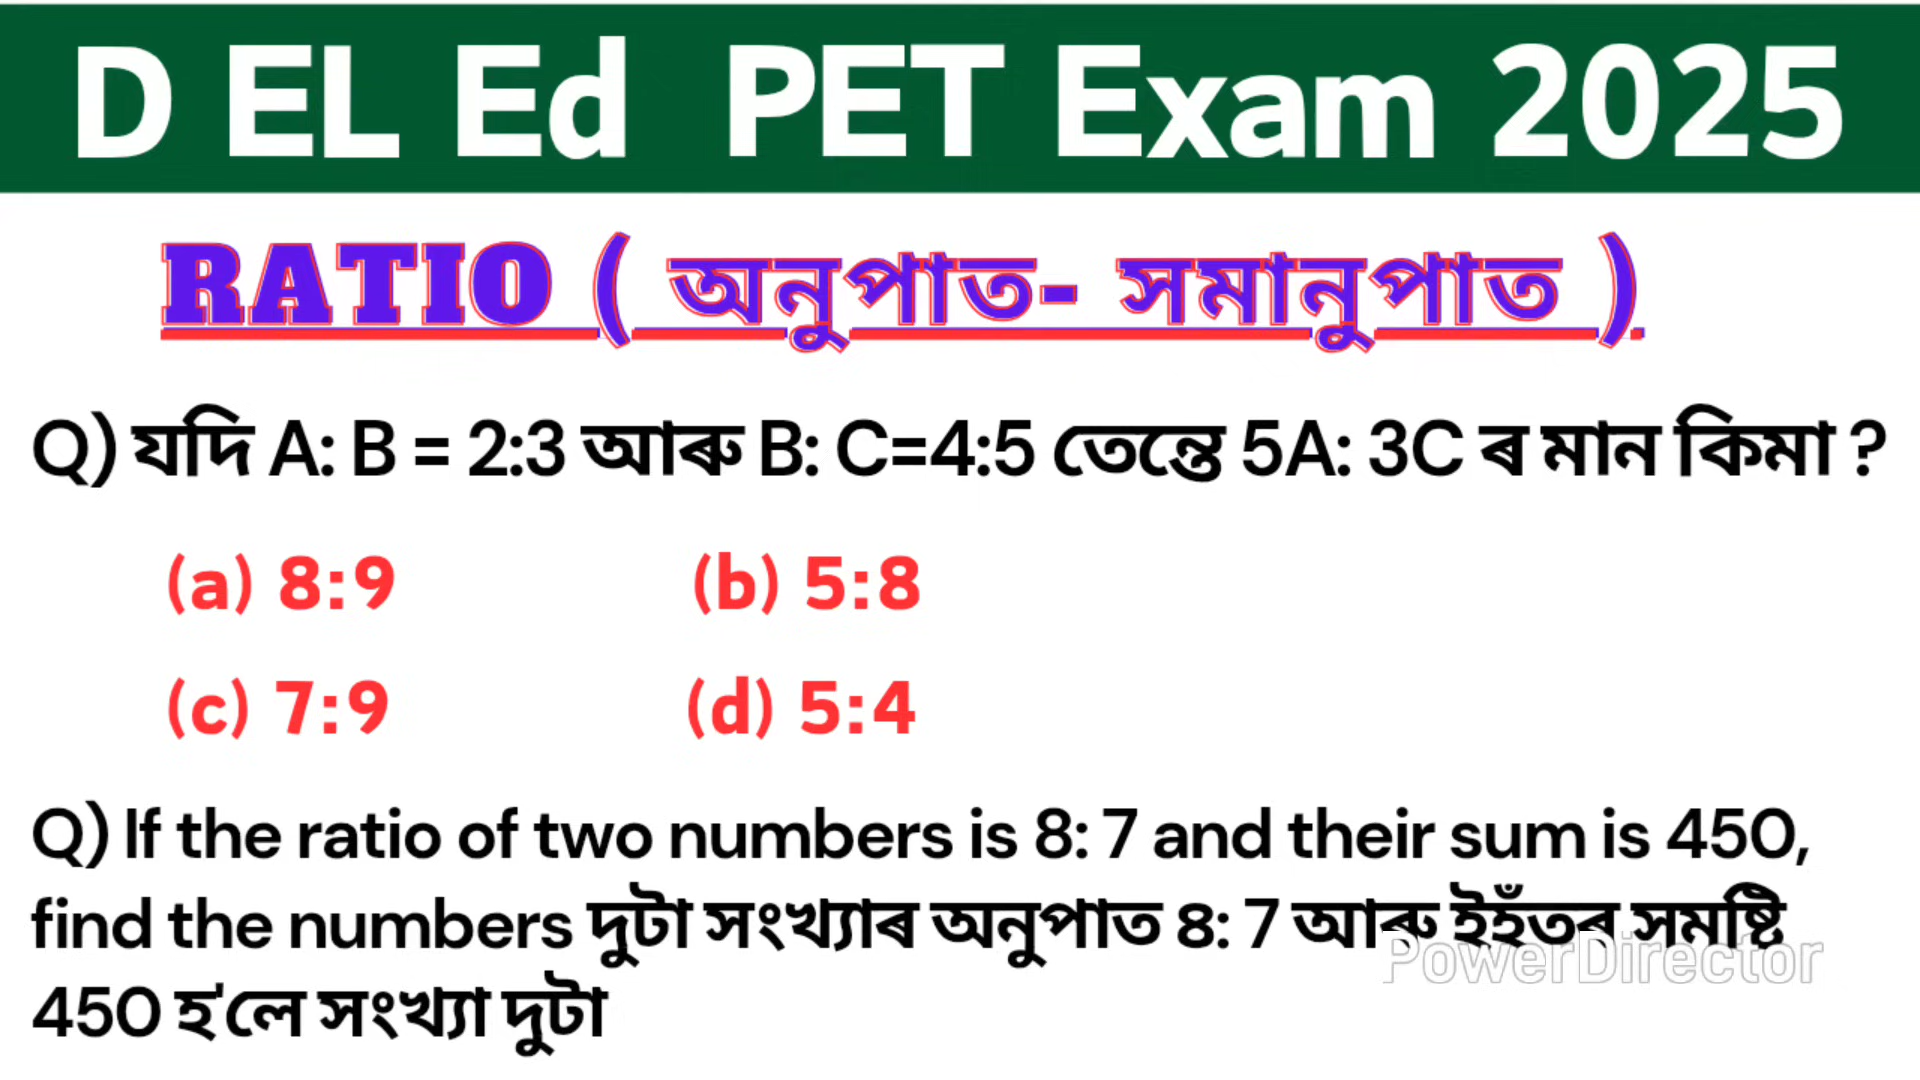 D EL Ed PET Exam 2025
RATIO ( অনুপাত- সমানুপাত )
Q) যদি A: B = 2:3 আৰু B: C=4:5 তেন্তে 5A: 3C ৰ মান কিমা ?
(a) 8:9 (b) 5:8
(c) 7:9 (d) 5:4
Q) If the ratio of two numbers is 8: 7 and their sum is 450,
find the numbers দুটা সংখ্যাৰ অনুপাত 8: 7 আৰু ইহঁতৰ সমষ্টি
450 হ'লে সংখ্যা দুটা
PowerDirector